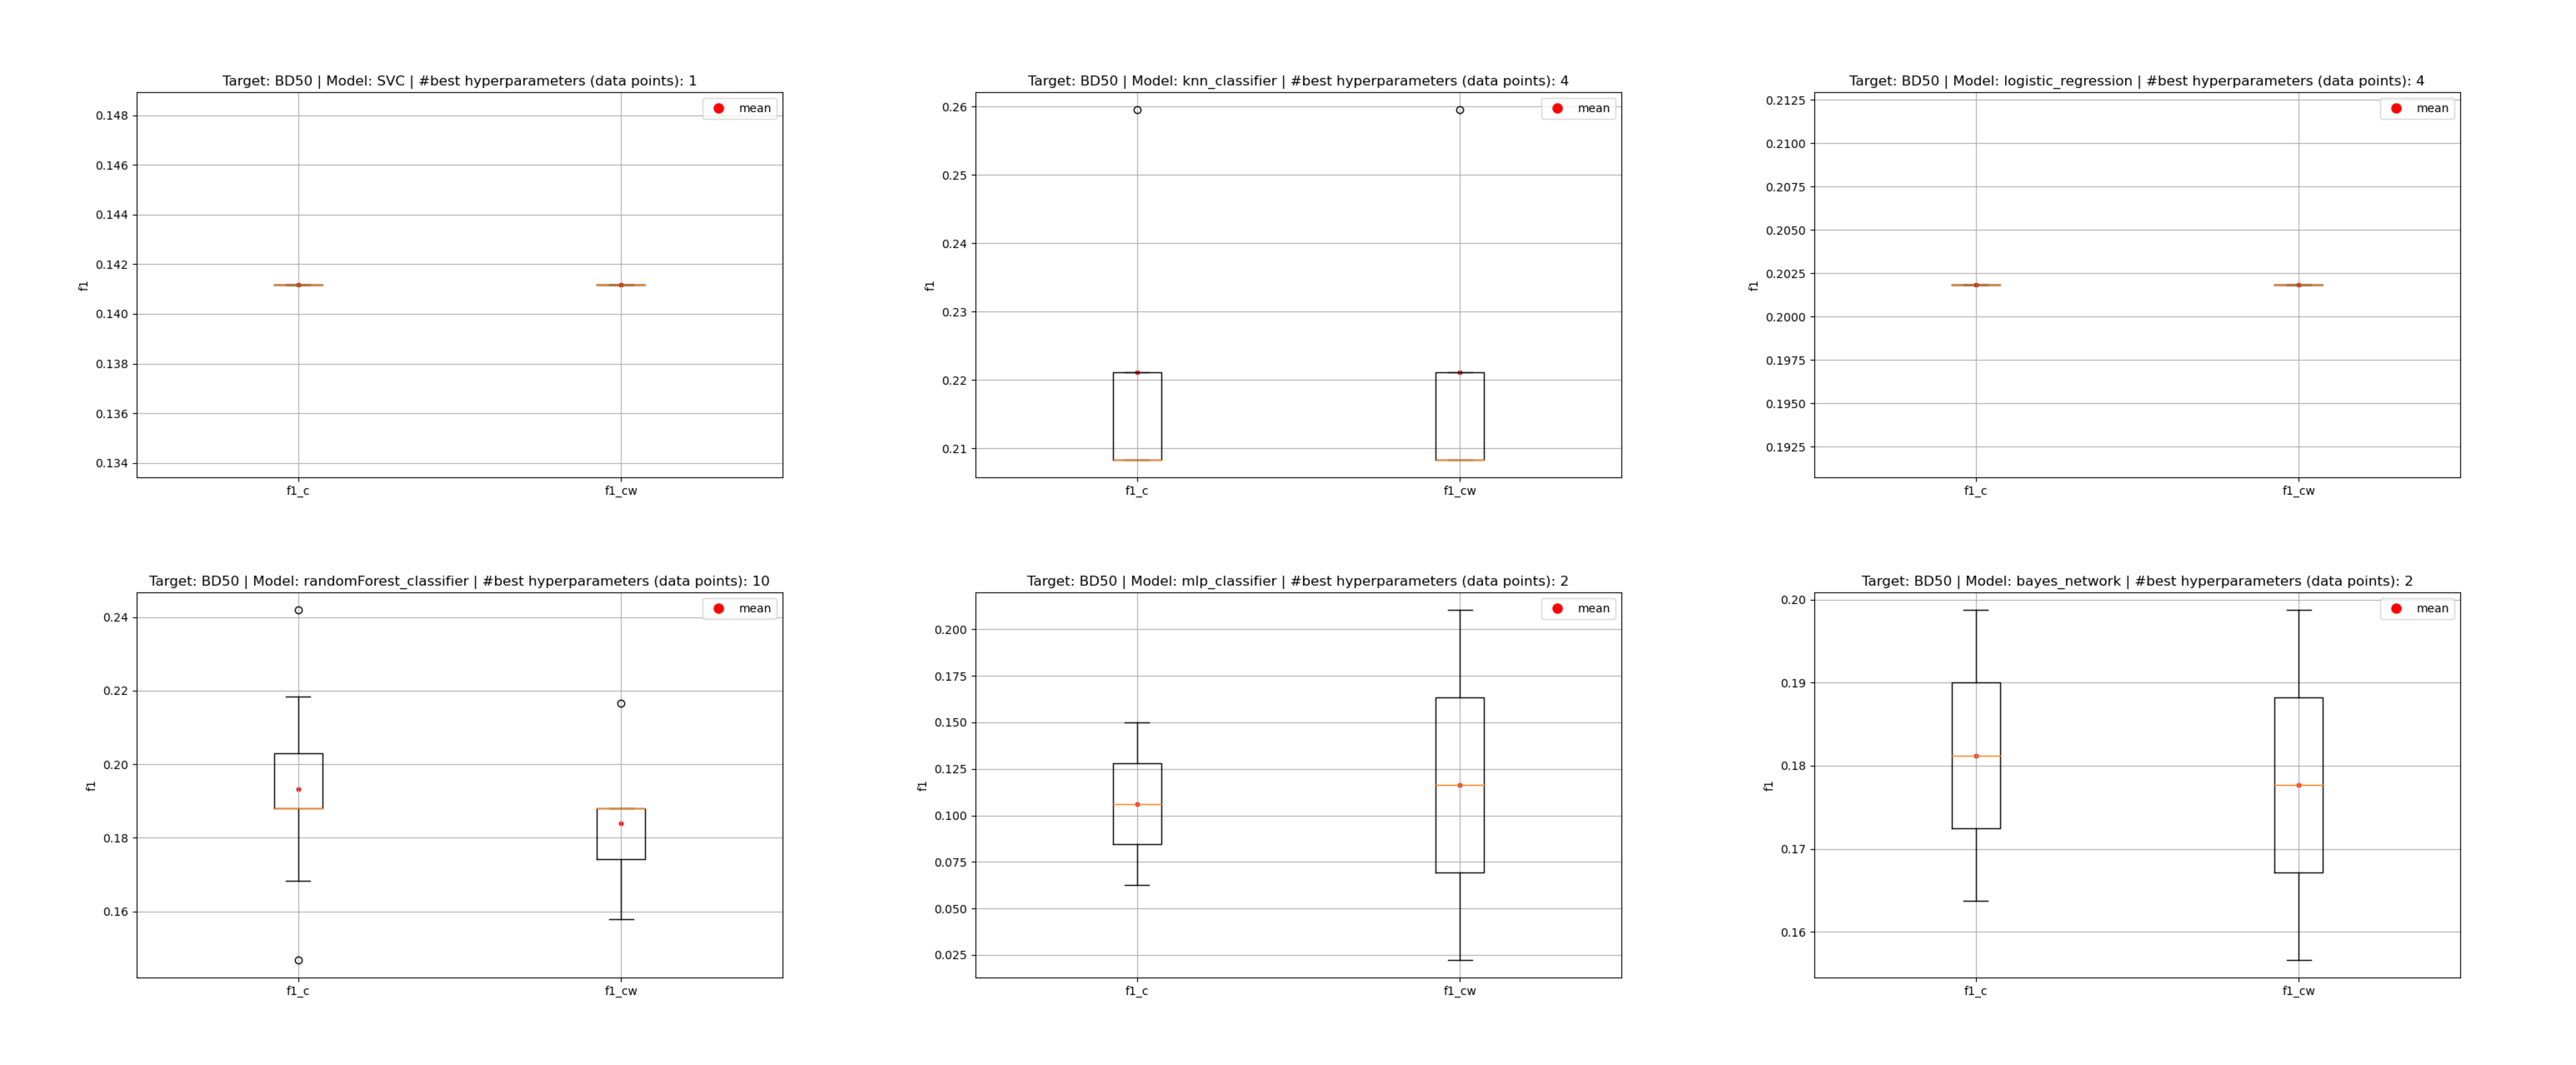 Target: BD50 | Model: SVC | #best hyperparameters (data points): 1
mean
0.148
0.146
0.144
0.142
0.140
0.138
0.136
0.134
f1
f1_c f1_cw
Target: BD50 | Model: knn_classifier | #best hyperparameters (data points): 4
mean
0.26
0.25
0.24
0.23
0.22
0.21
f1
f1_c f1_cw
Target: BD50 | Model: logistic_regression | #best hyperparameters (data points): 4
mean
0.2125
0.2100
0.2075
0.2050
0.2025
0.2000
0.1975
0.1950
0.1925
f1
f1_c f1_cw
Target: BD50 | Model: randomForest_classifier | #best hyperparameters (data points): 10
mean
0.24
0.22
0.20
0.18
0.16
f1
f1_c f1_cw
Target: BD50 | Model: mlp_classifier | #best hyperparameters (data points): 2
mean
0.200
0.175
0.150
0.125
0.100
0.075
0.050
0.025
f1
f1_c f1_cw
Target: BD50 | Model: bayes_network | #best hyperparameters (data points): 2
mean
0.20
0.19
0.18
0.17
0.16
f1
f1_c f1_cw